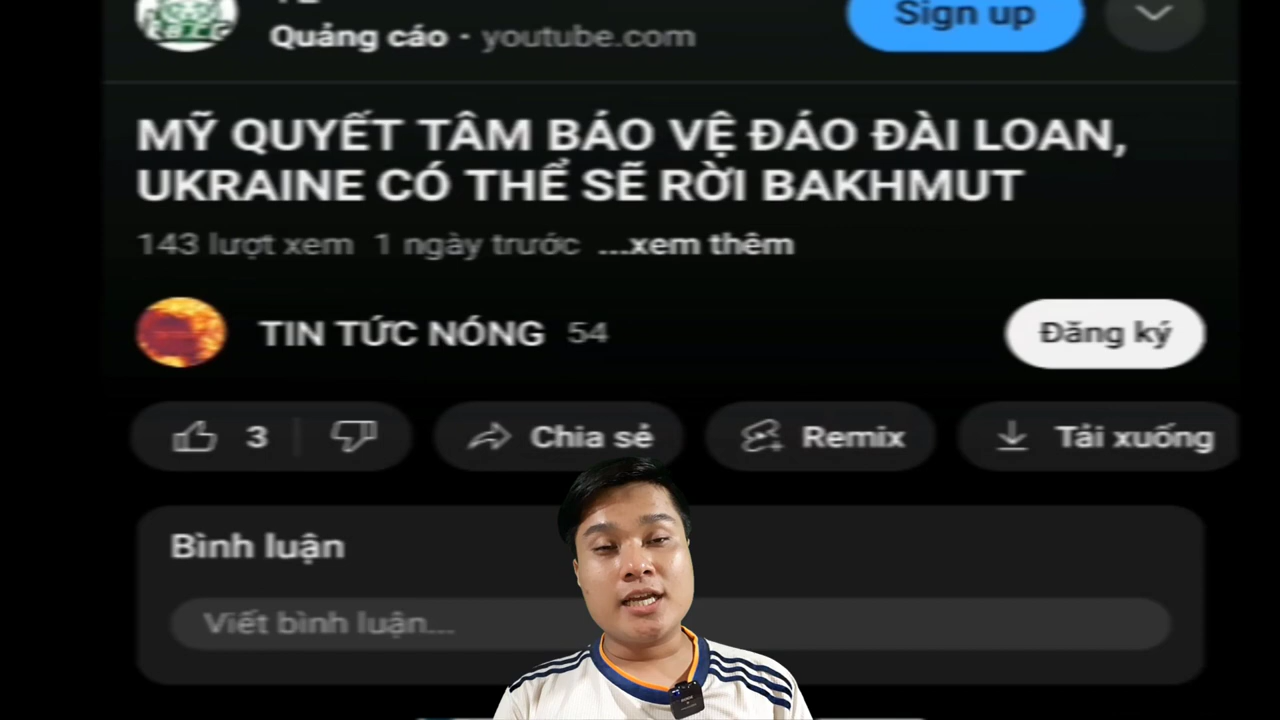 Sign up
Quảng cáo · youtube.com
MỸ QUYẾT TÂM BẢO VỆ ĐẢO ĐÀI LOAN,
UKRAINE CÓ THỂ SẼ RỜI BAKHMUT
143 lượt xem 1 ngày trước ...xem thêm
TIN TỨC NÓNG 54
Đăng ký
3
Chia sẻ
Remix
Tải xuống
Bình luận
Viết bình luận...